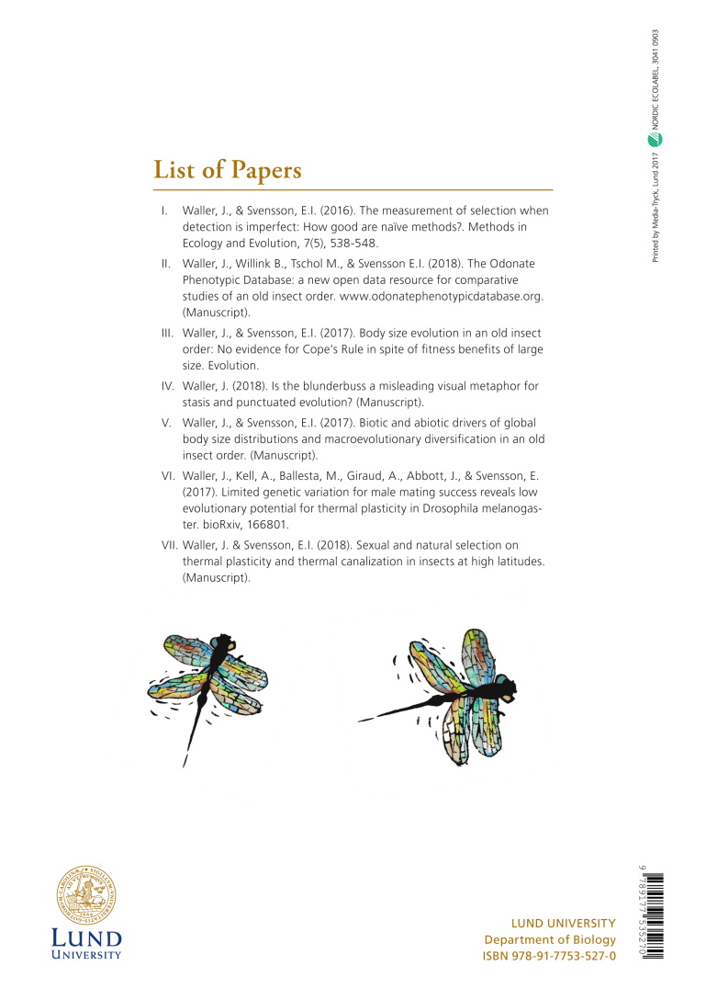 List of Papers
I. Waller, J., & Svensson, E.I. (2016). The measurement of selection when
detection is imperfect: How good are naïve methods?. Methods in
Ecology and Evolution, 7(5), 538-548.
II. Waller, J., Willink B., Tschol M., & Svensson E.I. (2018). The Odonate
Phenotypic Database: a new open data resource for comparative
studies of an old insect order. www.odonatephenotypicdatabase.org.
(Manuscript).
III. Waller, J., & Svensson, E.I. (2017). Body size evolution in an old insect
order: No evidence for Cope’s Rule in spite of fitness benefits of large
size. Evolution.
IV. Waller, J. (2018). Is the blunderbuss a misleading visual metaphor for
stasis and punctuated evolution? (Manuscript).
V. Waller, J., & Svensson, E.I. (2017). Biotic and abiotic drivers of global
body size distributions and macroevolutionary diversification in an old
insect order. (Manuscript).
VI. Waller, J., Kell, A., Ballesta, M., Giraud, A., Abbott, J., & Svensson, E.
(2017). Limited genetic variation for male mating success reveals low
evolutionary potential for thermal plasticity in Drosophila melanogas-
ter. bioRxiv, 166801.
VII. Waller, J. & Svensson, E.I. (2018). Sexual and natural selection on
thermal plasticity and thermal canalization in insects at high latitudes.
(Manuscript).
Printed by Media-Tryck, Lund 2017 NORDIC ECOLABEL, 3041 0903
LUND
UNIVERSITY
LUND UNIVERSITY
Department of Biology
ISBN 978-91-7753-527-0
9 789177 535270